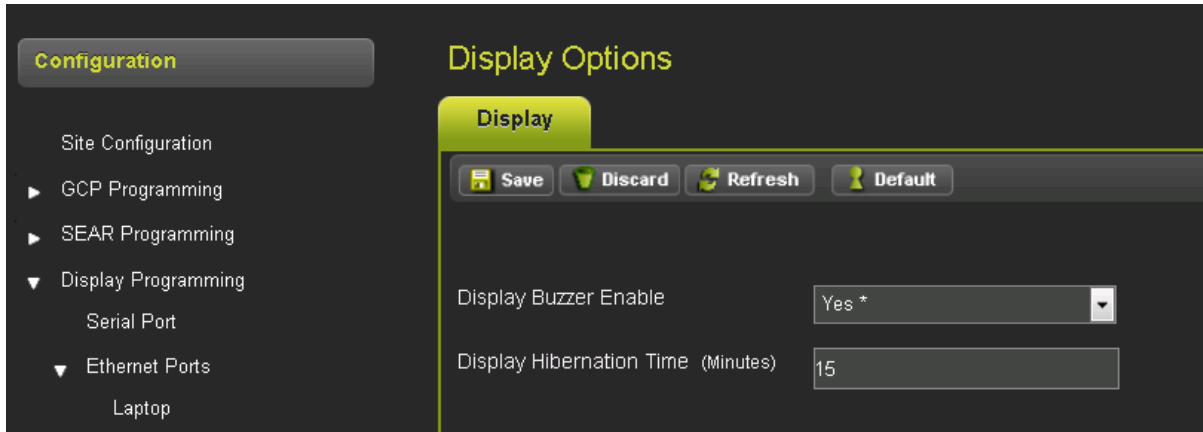 Configuration
Site Configuration
GCP Programming
SEAR Programming
Display Programming
Serial Port
Ethernet Ports
Laptop
Display Options
Display
Save Discard Refresh Default
Display Buzzer Enable Yes *
Display Hibernation Time (Minutes) 15